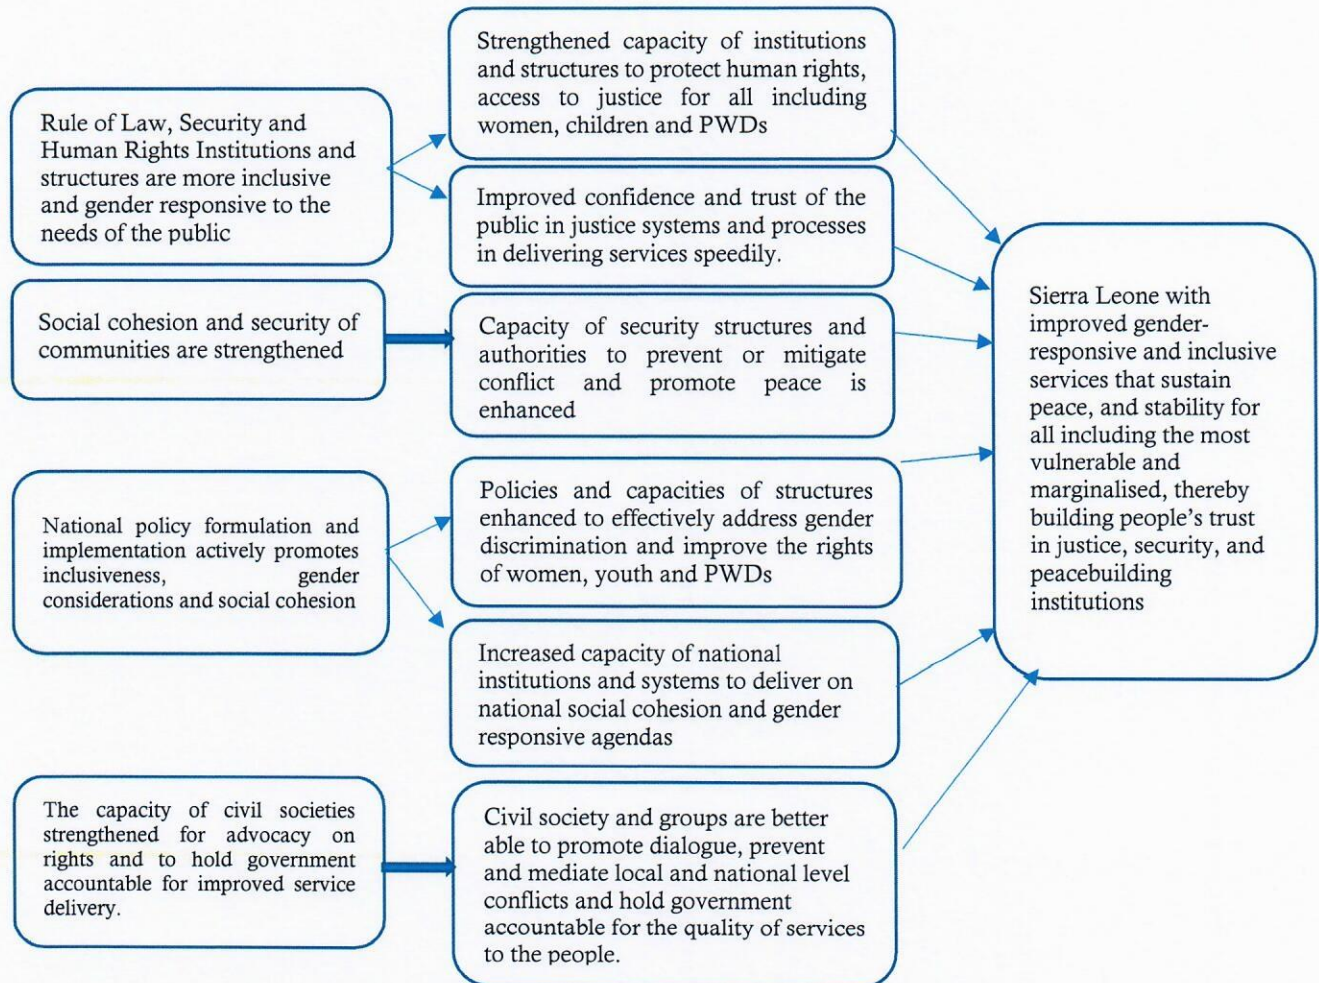 Rule of Law, Security and
Human Rights Institutions and
structures are more inclusive
and gender responsive to the
needs of the public
Social cohesion and security of
communities are strengthened
National policy formulation and
implementation actively promotes
inclusiveness, gender
considerations and social cohesion
The capacity of civil societies
strengthened for advocacy on
rights and to hold government
accountable for improved service
delivery.
Strengthened capacity of institutions
and structures to protect human rights,
access to justice for all including
women, children and PWDs
Improved confidence and trust of the
public in justice systems and processes
in delivering services speedily.
Capacity of security structures and
authorities to prevent or mitigate
conflict and promote peace is
enhanced
Policies and capacities of structures
enhanced to effectively address gender
discrimination and improve the rights
of women, youth and PWDs
Increased capacity of national
institutions and systems to deliver on
national social cohesion and gender
responsive agendas
Civil society and groups are better
able to promote dialogue, prevent
and mediate local and national level
conflicts and hold government
accountable for the quality of services
to the people.
Sierra Leone with
improved gender-
responsive and inclusive
services that sustain
peace, and stability for
all including the most
vulnerable and
marginalised, thereby
building people's trust
in justice, security, and
peacebuilding
institutions